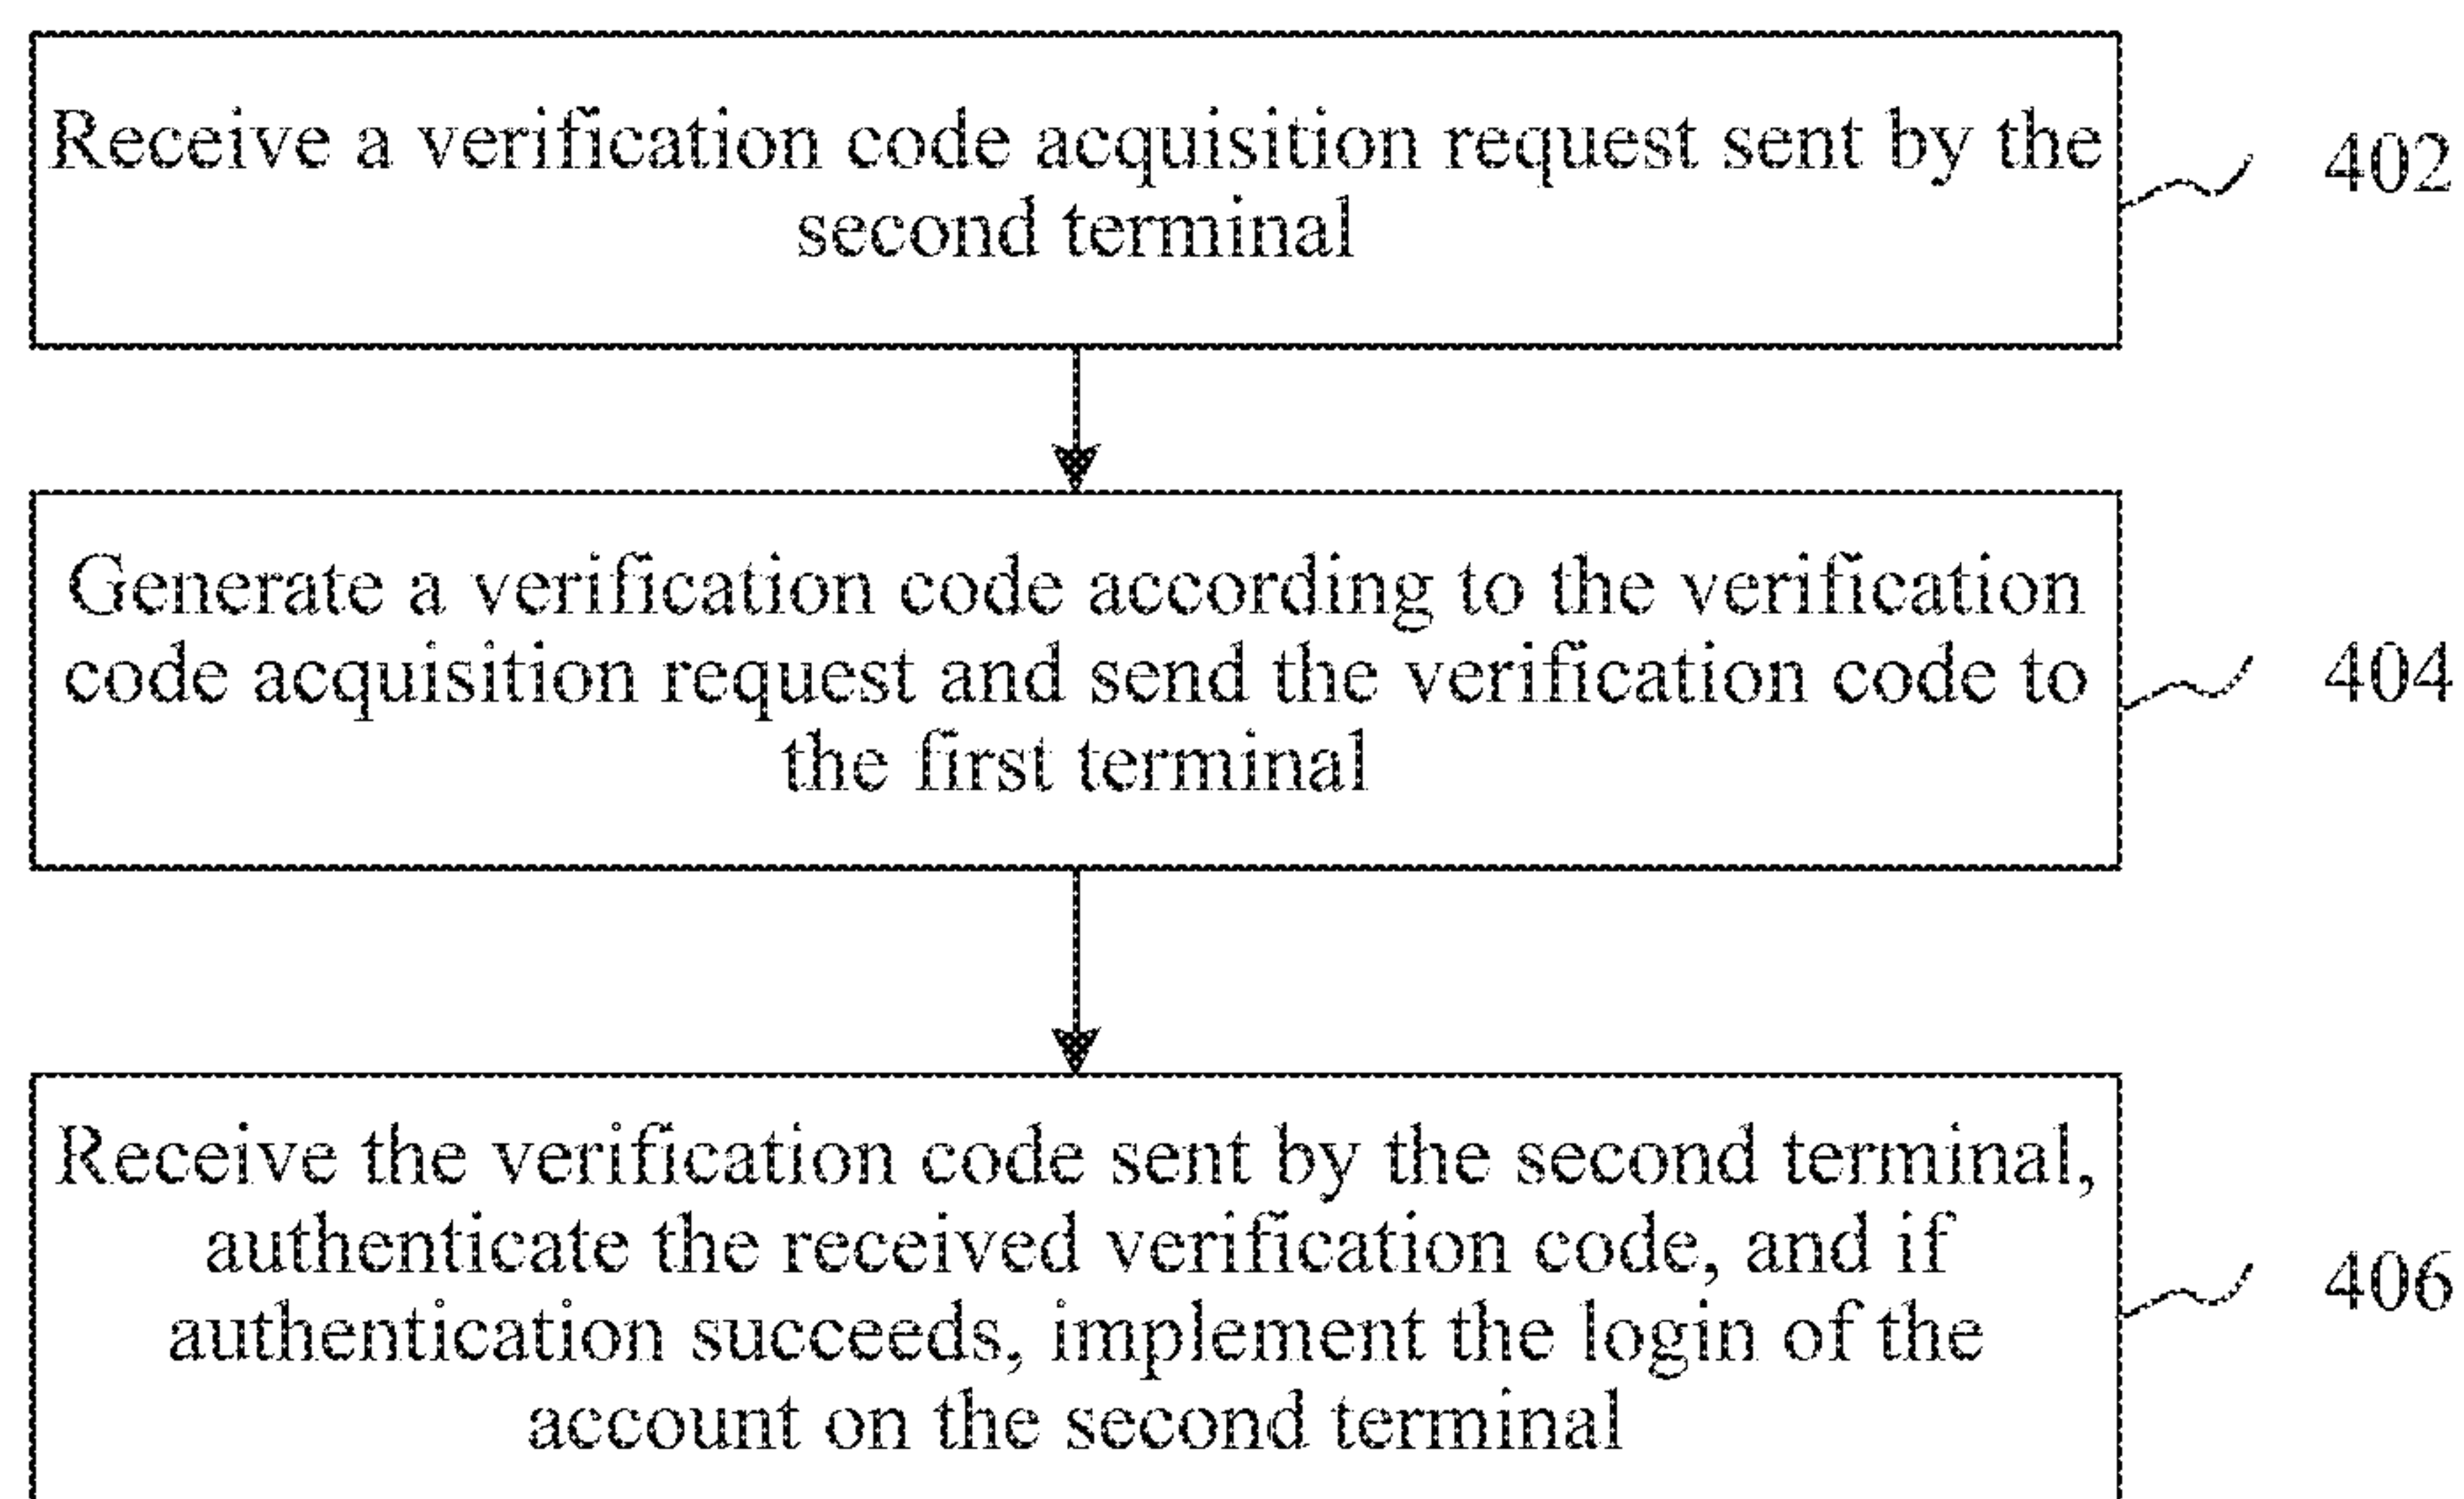 Receive a verification code acquisition request sent by the
second terminal
402
Generate a verification code according to the verification
code acquisition request and send the verification code to
the first terminal
404
Receive the verification code sent by the second terminal,
authenticate the received verification code, and if
authentication succeeds, implement the login of the
account on the second terminal
406